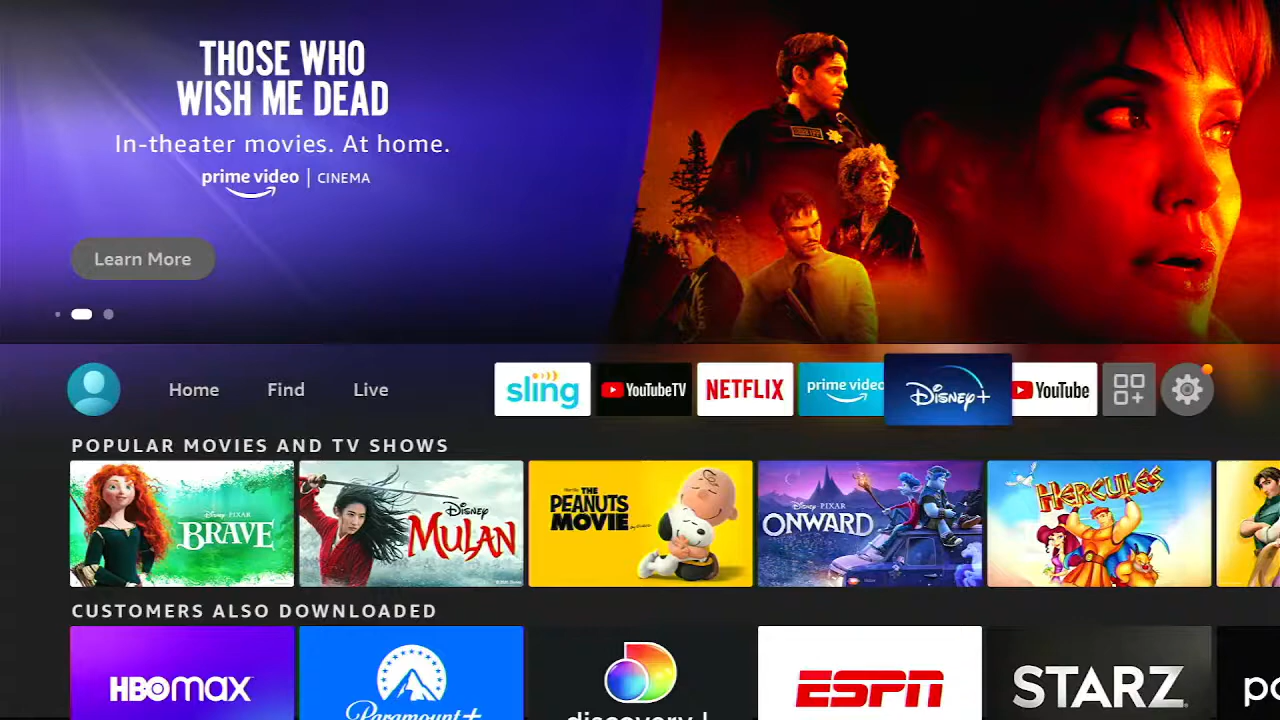 THOSE WHO
WISH ME DEAD
In-theater movies. At home.
prime video | CINEMA
Learn More
Home
Find
Live
sling
YouTubeTV
NETFLIX
prime video
Disney+
YouTube
POPULAR MOVIES AND TV SHOWS
Disney PIXAR
BRAVE
Disney
MULAN
THE
PEANUTS
MOVIE
Disney PIXAR
ONWARD
HERCULES
CUSTOMERS ALSO DOWNLOADED
HBOmax
Paramount+
discovery+
ESPN
STARZ